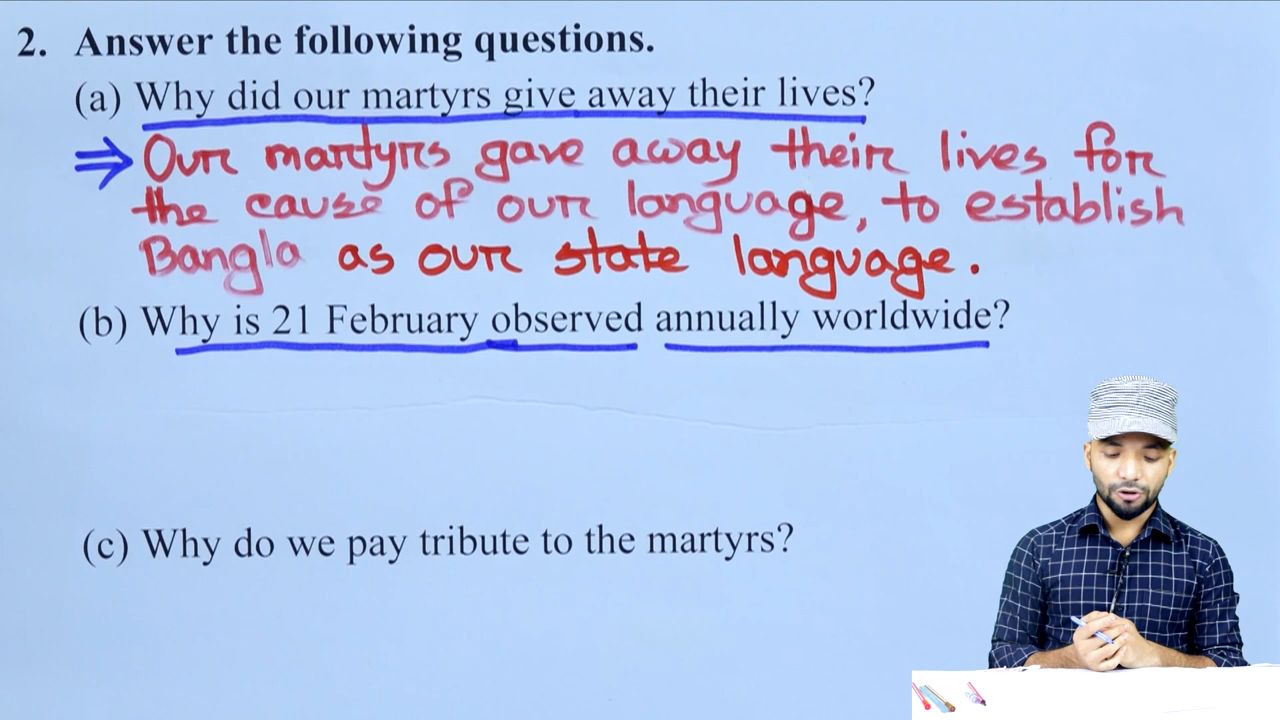 2. Answer the following questions.
(a) Why did our martyrs give away their lives?
⇒ Our martyrs gave away their lives for
the cause of our language, to establish
Bangla as our state language.
(b) Why is 21 February observed annually worldwide?
(c) Why do we pay tribute to the martyrs?